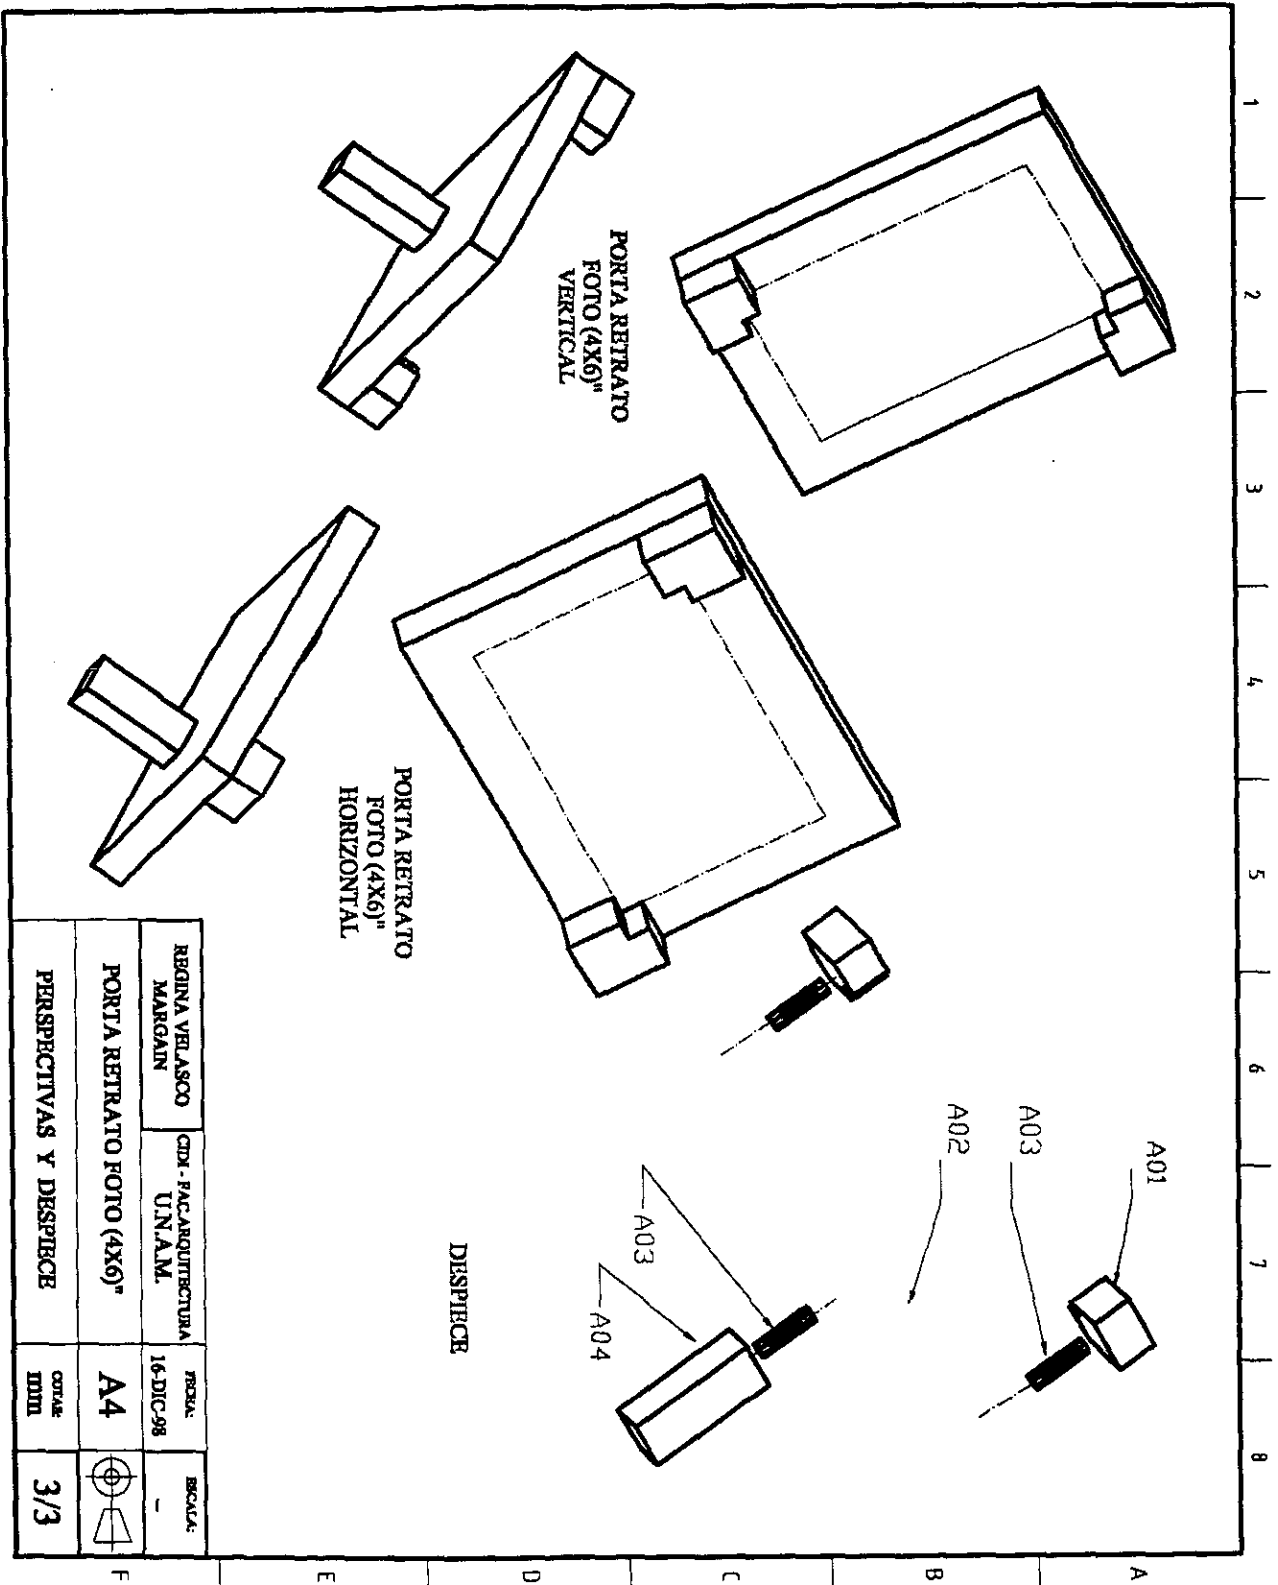 1
2
3
4
5
6
7
8
A
B
C
D
E
F
PORTA RETRATO
FOTO (4X6)"
VERTICAL
PORTA RETRATO
FOTO (4X6)"
HORIZONTAL
A01
A03
A02
A03
A04
DESPIECE
REGINA VELASCO
MARGAIN
CIDI - FAC.ARQUITECTURA
U.N.A.M.
FECHA:
16-DIC-98
ESCALA:
-
PORTA RETRATO FOTO (4X6)"
A4
PERSPECTIVAS Y DESPIECE
COTAS:
mm
3/3